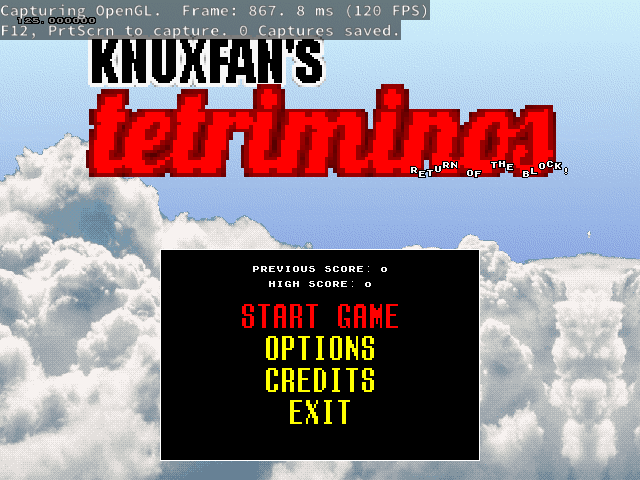 Capturing OpenGL.  Frame: 867. 8 ms (120 FPS)
125.000000
F12, PrtScrn to capture. 0 Captures saved.
KNUXFAN'S
tetriminos
RETURN OF THE BLOCK!
PREVIOUS SCORE: 0
HIGH SCORE: 0
START GAME
OPTIONS
CREDITS
EXIT